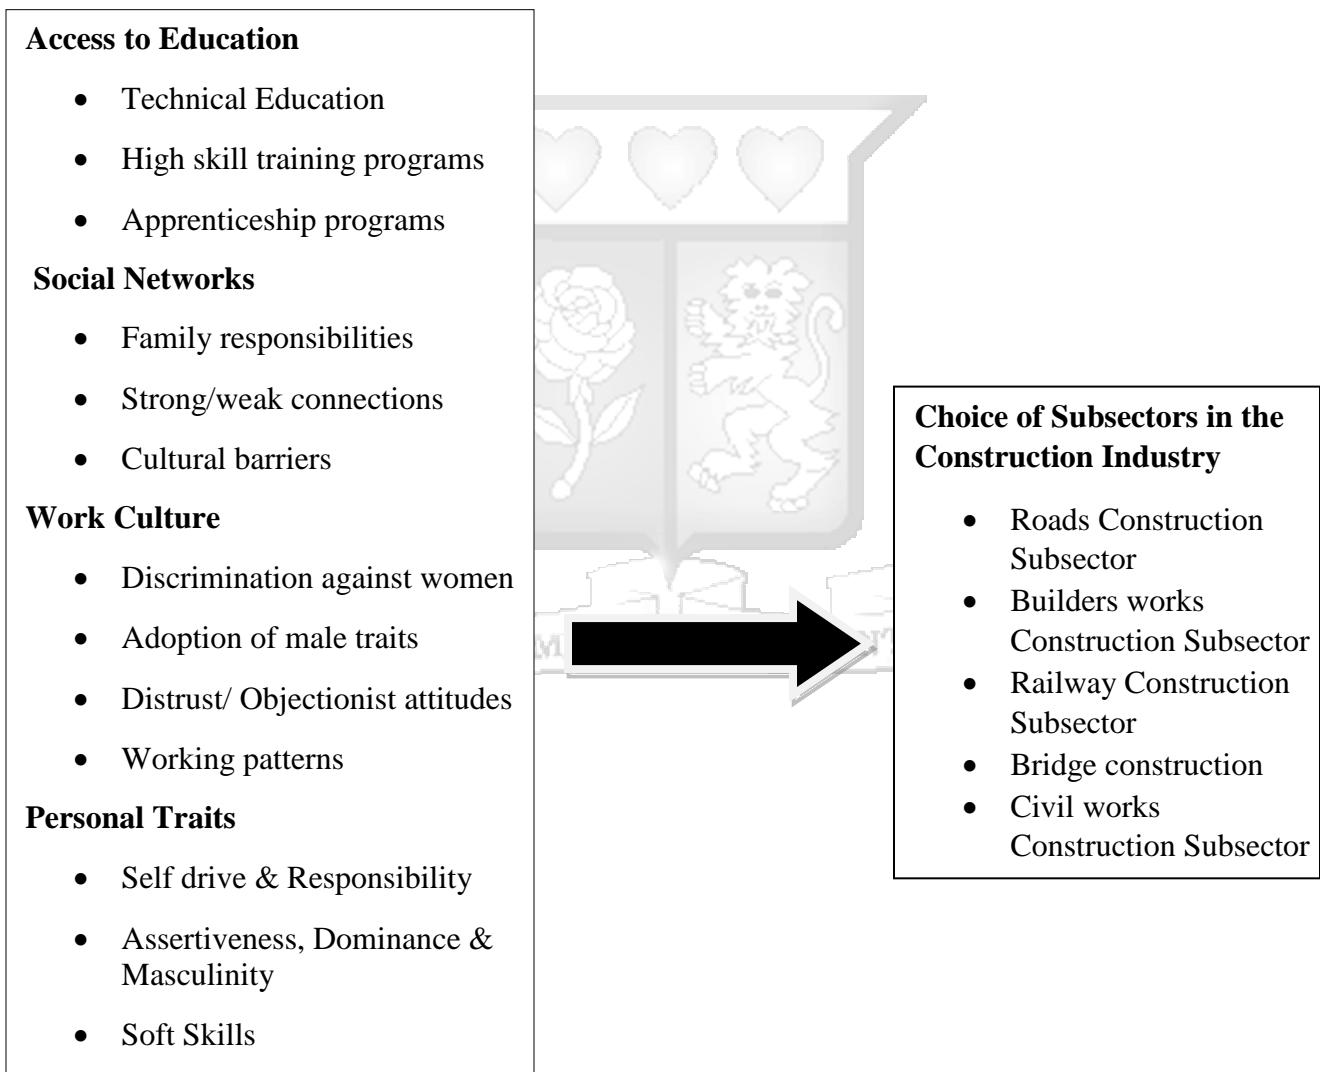 Access to Education
• Technical Education
• High skill training programs
• Apprenticeship programs
Social Networks
• Family responsibilities
• Strong/weak connections
• Cultural barriers
Work Culture
• Discrimination against women
• Adoption of male traits
• Distrust/ Objectionist attitudes
• Working patterns
Personal Traits
• Self drive & Responsibility
• Assertiveness, Dominance &
Masculinity
• Soft Skills
Choice of Subsectors in the
Construction Industry
• Roads Construction
Subsector
• Builders works
Construction Subsector
• Railway Construction
Subsector
• Bridge construction
• Civil works
Construction Subsector